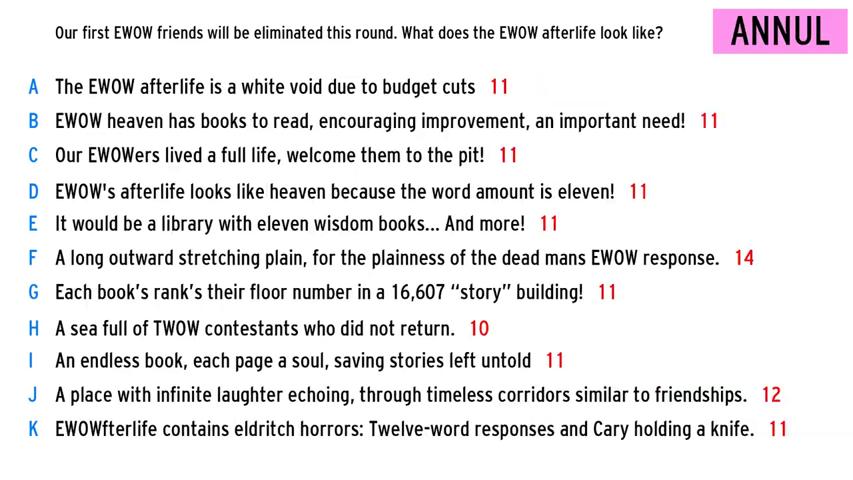 Our first EWOW friends will be eliminated this round. What does the EWOW afterlife look like?
ANNUL
A The EWOW afterlife is a white void due to budget cuts 11
B EWOW heaven has books to read, encouraging improvement, an important need! 11
C Our EWOWers lived a full life, welcome them to the pit! 11
D EWOW's afterlife looks like heaven because the word amount is eleven! 11
E It would be a library with eleven wisdom books... And more! 11
F A long outward stretching plain, for the plainness of the dead mans EWOW response. 14
G Each book’s rank’s their floor number in a 16,607 “story” building! 11
H A sea full of TWOW contestants who did not return. 10
I An endless book, each page a soul, saving stories left untold 11
J A place with infinite laughter echoing, through timeless corridors similar to friendships. 12
K EWOWfterlife contains eldritch horrors: Twelve-word responses and Cary holding a knife. 11